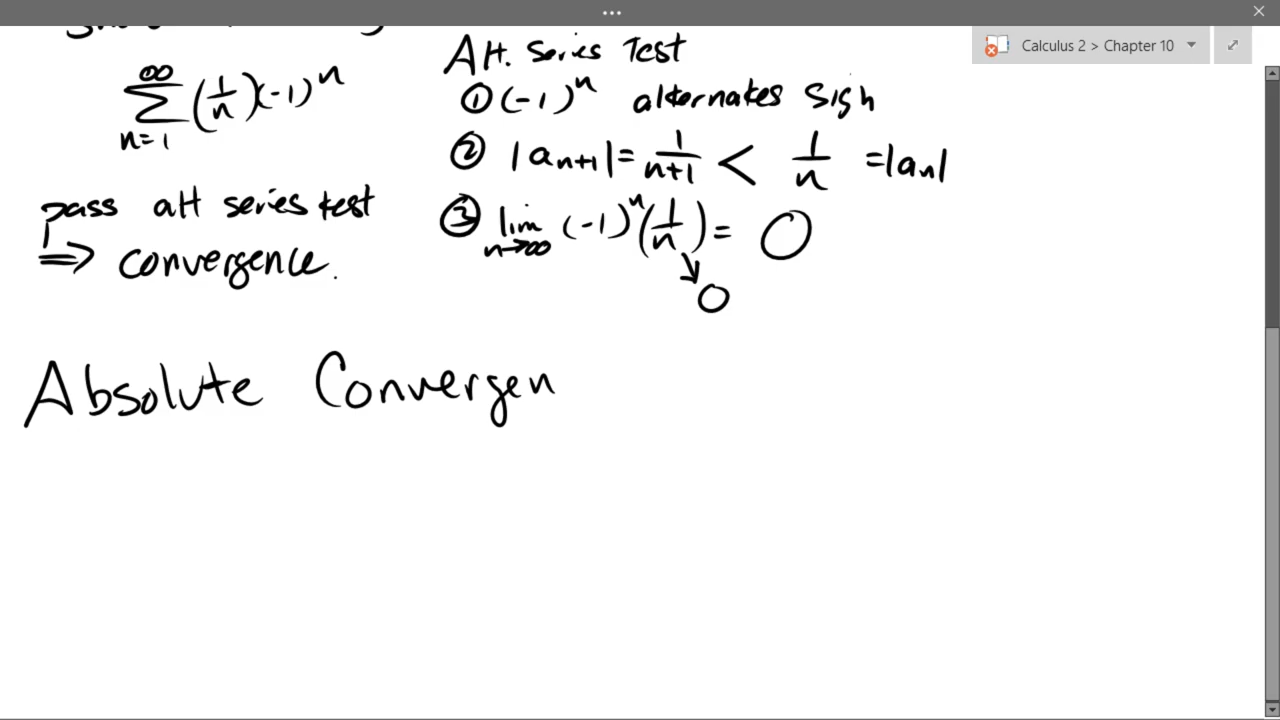 Calculus 2 > Chapter 10
Alt. Series Test
∞
∑ (1/n)(-1)^n
n=1
① (-1)^n alternates sign
② |a_{n+1}| = 1/(n+1) < 1/n = |a_n|
③ lim_{n→∞} (-1)^n (1/n) = 0
0
pass alt series test
⇒ convergence.
Absolute Convergen